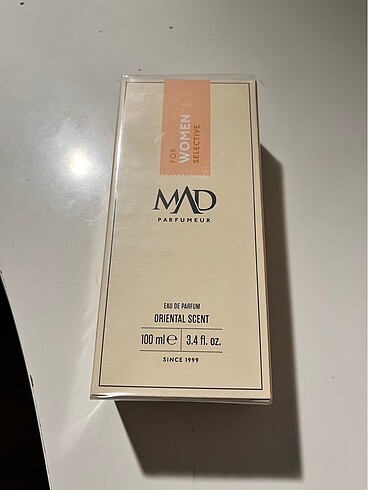 FOR
WOMEN
SELECTIVE
MAD
PARFUMEUR
EAU DE PARFUM
ORIENTAL SCENT
100 ml ℮ 3.4 fl. oz.
SINCE 1999